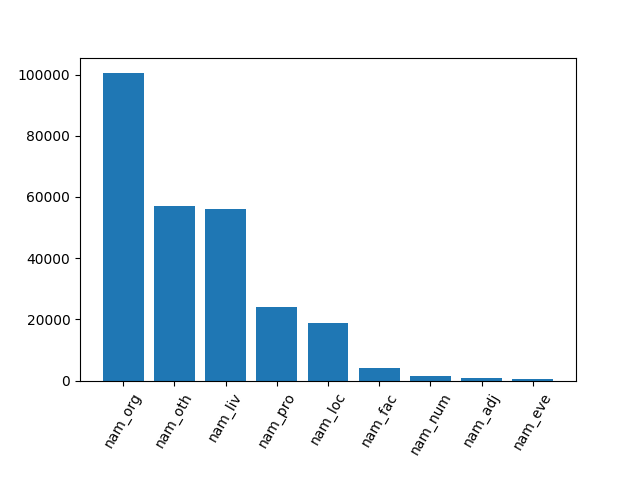 100000
80000
60000
40000
20000
0
nam_org
nam_oth
nam_liv
nam_pro
nam_loc
nam_fac
nam_num
nam_adj
nam_eve